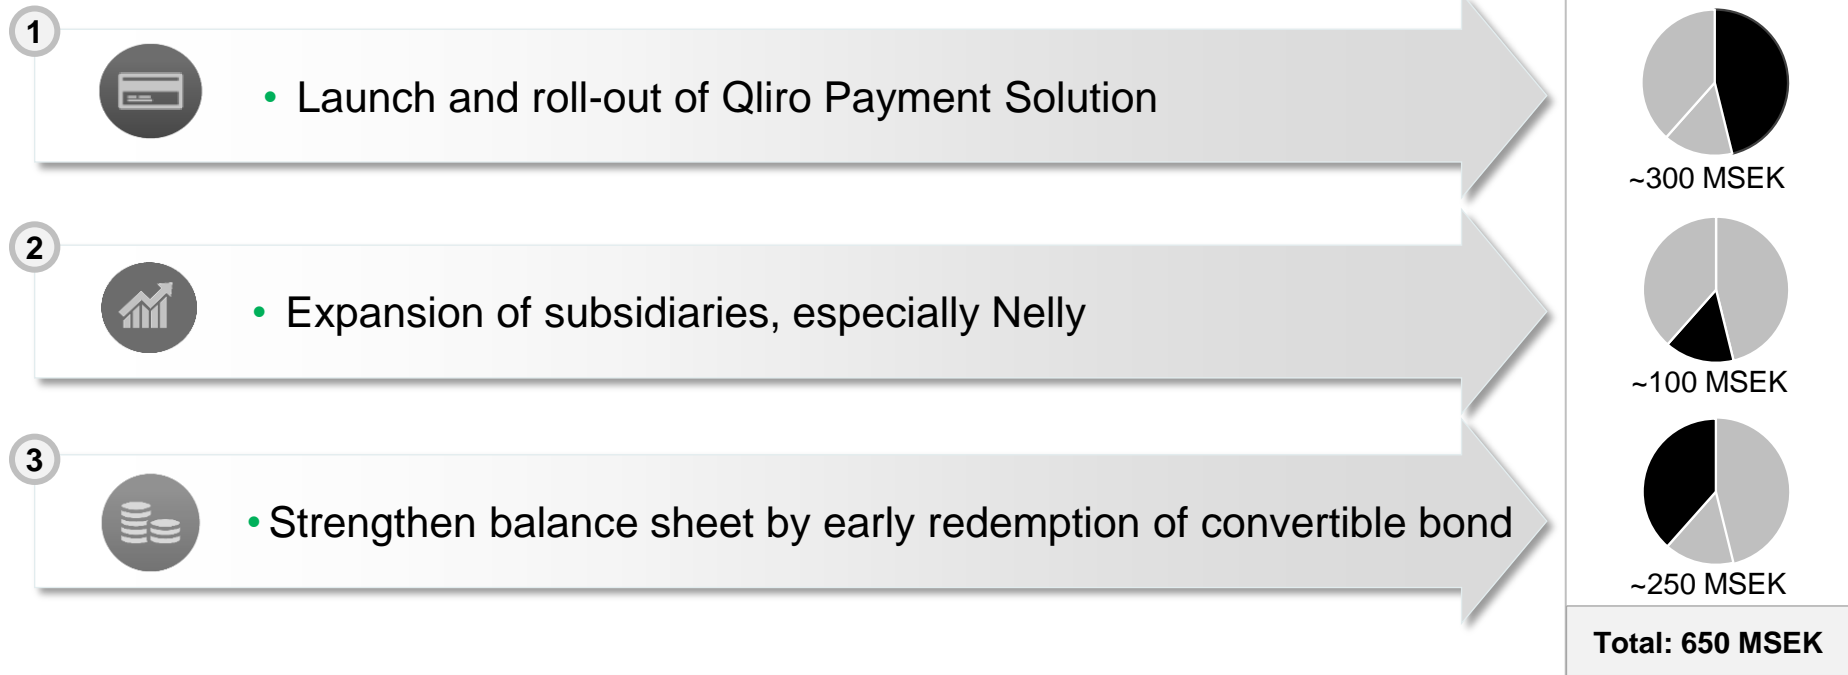 1
• Launch and roll-out of Qliro Payment Solution
~300 MSEK
2
• Expansion of subsidiaries, especially Nelly
~100 MSEK
3
• Strengthen balance sheet by early redemption of convertible bond
~250 MSEK
Total: 650 MSEK